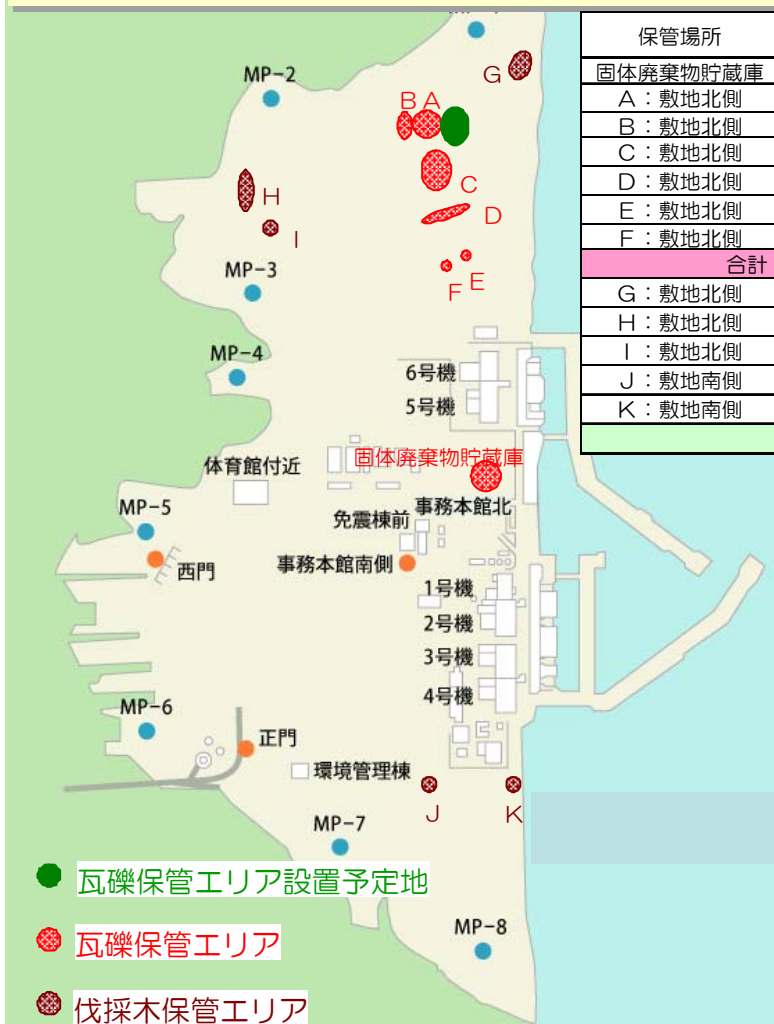 保管場所
固体廃棄物貯蔵庫
A：敷地北側
B：敷地北側
C：敷地北側
D：敷地北側
E：敷地北側
F：敷地北側
合計
G：敷地北側
H：敷地北側
I：敷地北側
J：敷地南側
K：敷地南側
G
MP-2
B A
C
H
D
I
E
F
MP-3
MP-4
6号機
5号機
固体廃棄物貯蔵庫
体育館付近
事務本館北
免震棟前
MP-5
西門
事務本館南側
1号機
2号機
3号機
4号機
MP-6
正門
環境管理棟
J
K
MP-7
瓦礫保管エリア設置予定地
瓦礫保管エリア
MP-8
伐採木保管エリア